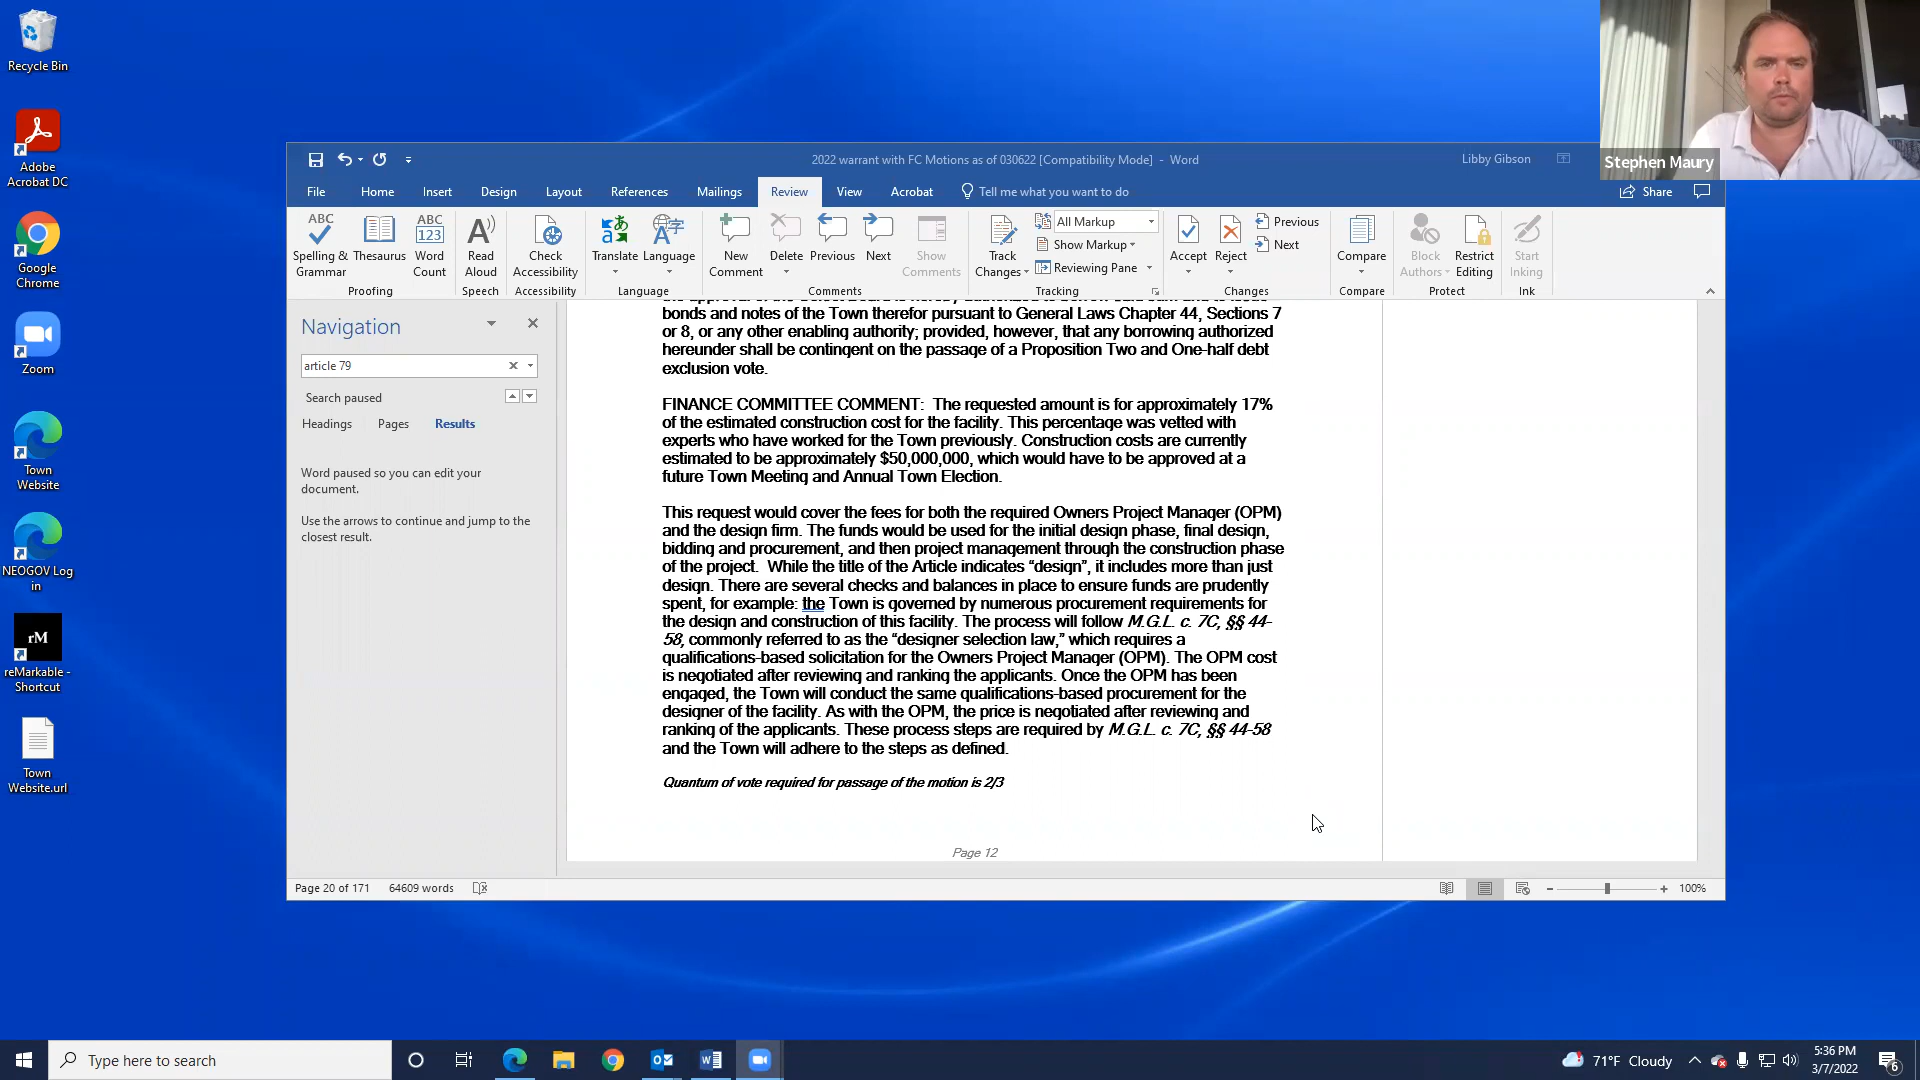 Recycle Bin
Adobe
Acrobat DC
Google
Chrome
Zoom
Town
Website
NEOGOV Log
in
rM
reMarkable -
Shortcut
Town
Website.url
2022 warrant with FC Motions as of 030622 [Compatibility Mode] - Word
Libby Gibson
Stephen Maury
File Home Insert Design Layout References Mailings Review View Acrobat Tell me what you want to do Share
ABC
Spelling &
Grammar
Thesaurus
ABC
123
Word
Count
Proofing
Read
Aloud
Speech
Check
Accessibility
Accessibility
Translate
Language
Language
New
Comment
Delete
Previous
Next
Show
Comments
Comments
Track
Changes
All Markup
Show Markup
Reviewing Pane
Tracking
Accept
Reject
Previous
Next
Changes
Compare
Compare
Block
Authors
Restrict
Editing
Protect
Start
Inking
Ink
Navigation
article 79
Search paused
Headings Pages Results
Word paused so you can edit your
document.
Use the arrows to continue and jump to the
closest result.
bonds and notes of the Town therefor pursuant to General Laws Chapter 44, Sections 7
or 8, or any other enabling authority; provided, however, that any borrowing authorized
hereunder shall be contingent on the passage of a Proposition Two and One-half debt
exclusion vote.
FINANCE COMMITTEE COMMENT: The requested amount is for approximately 17%
of the estimated construction cost for the facility. This percentage was vetted with
experts who have worked for the Town previously. Construction costs are currently
estimated to be approximately $50,000,000, which would have to be approved at a
future Town Meeting and Annual Town Election.
This request would cover the fees for both the required Owners Project Manager (OPM)
and the design firm. The funds would be used for the initial design phase, final design,
bidding and procurement, and then project management through the construction phase
of the project. While the title of the Article indicates “design”, it includes more than just
design. There are several checks and balances in place to ensure funds are prudently
spent, for example: the Town is governed by numerous procurement requirements for
the design and construction of this facility. The process will follow M.G.L. c. 7C, §§ 44-
58, commonly referred to as the “designer selection law,” which requires a
qualifications-based solicitation for the Owners Project Manager (OPM). The OPM cost
is negotiated after reviewing and ranking the applicants. Once the OPM has been
engaged, the Town will conduct the same qualifications-based procurement for the
designer of the facility. As with the OPM, the price is negotiated after reviewing and
ranking of the applicants. These process steps are required by M.G.L. c. 7C, §§ 44-58
and the Town will adhere to the steps as defined.
Quantum of vote required for passage of the motion is 2/3
Page 12
Page 20 of 171 64609 words
100%
Type here to search
71°F Cloudy
5:36 PM
3/7/2022
6